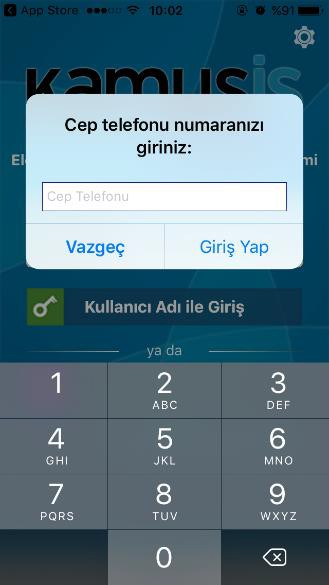 App Store 10:02 %91
kamusis
Cep telefonu numaranızı
giriniz:
Cep Telefonu
Vazgeç Giriş Yap
Kullanıcı Adı ile Giriş
ya da
1 2 3
ABC DEF
4 5 6
GHI JKL MNO
7 8 9
PQRS TUV WXYZ
0